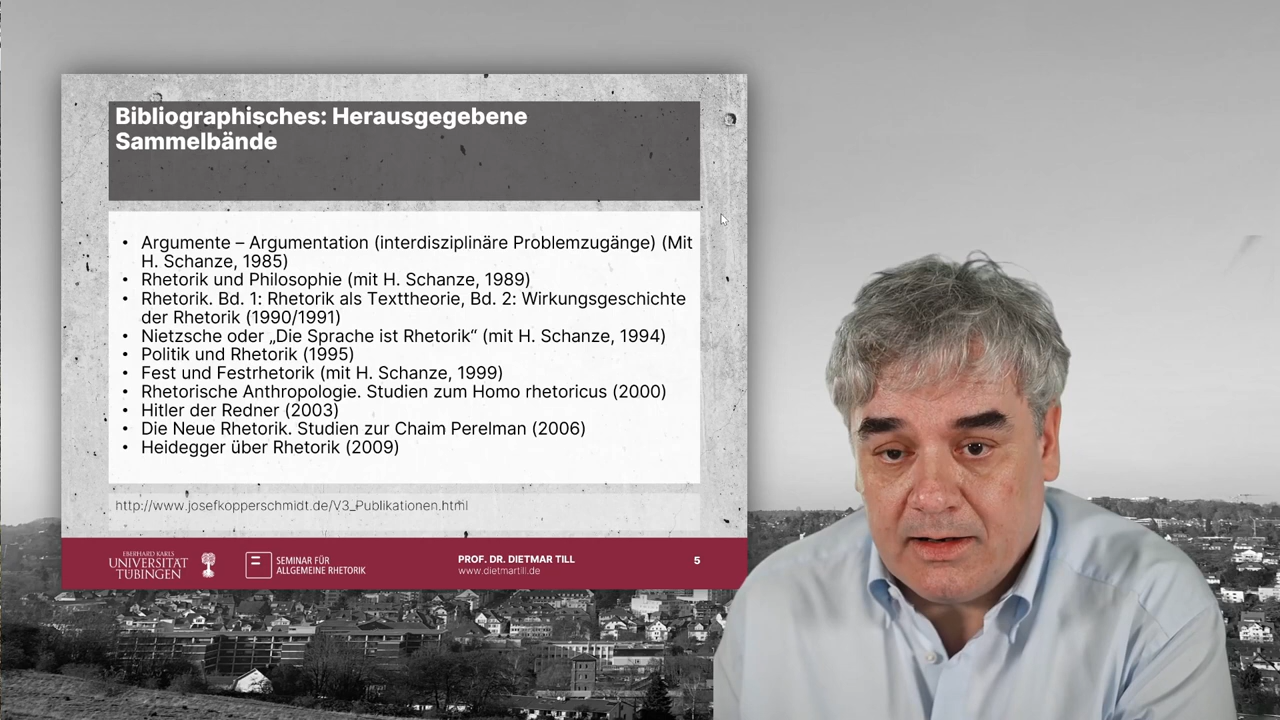 Bibliographisches: Herausgegebene
Sammelbände
• Argumente – Argumentation (interdisziplinäre Problemzugänge) (Mit
H. Schanze, 1985)
• Rhetorik und Philosophie (mit H. Schanze, 1989)
• Rhetorik. Bd. 1: Rhetorik als Texttheorie, Bd. 2: Wirkungsgeschichte
der Rhetorik (1990/1991)
• Nietzsche oder „Die Sprache ist Rhetorik“ (mit H. Schanze, 1994)
• Politik und Rhetorik (1995)
• Fest und Festrhetorik (mit H. Schanze, 1999)
• Rhetorische Anthropologie. Studien zum Homo rhetoricus (2000)
• Hitler der Redner (2003)
• Die Neue Rhetorik. Studien zur Chaim Perelman (2006)
• Heidegger über Rhetorik (2009)
http://www.josefkopperschmidt.de/V3_Publikationen.html
EBERHARD KARLS
UNIVERSITÄT
TÜBINGEN
SEMINAR FÜR
ALLGEMEINE RHETORIK
PROF. DR. DIETMAR TILL
www.dietmartill.de
5